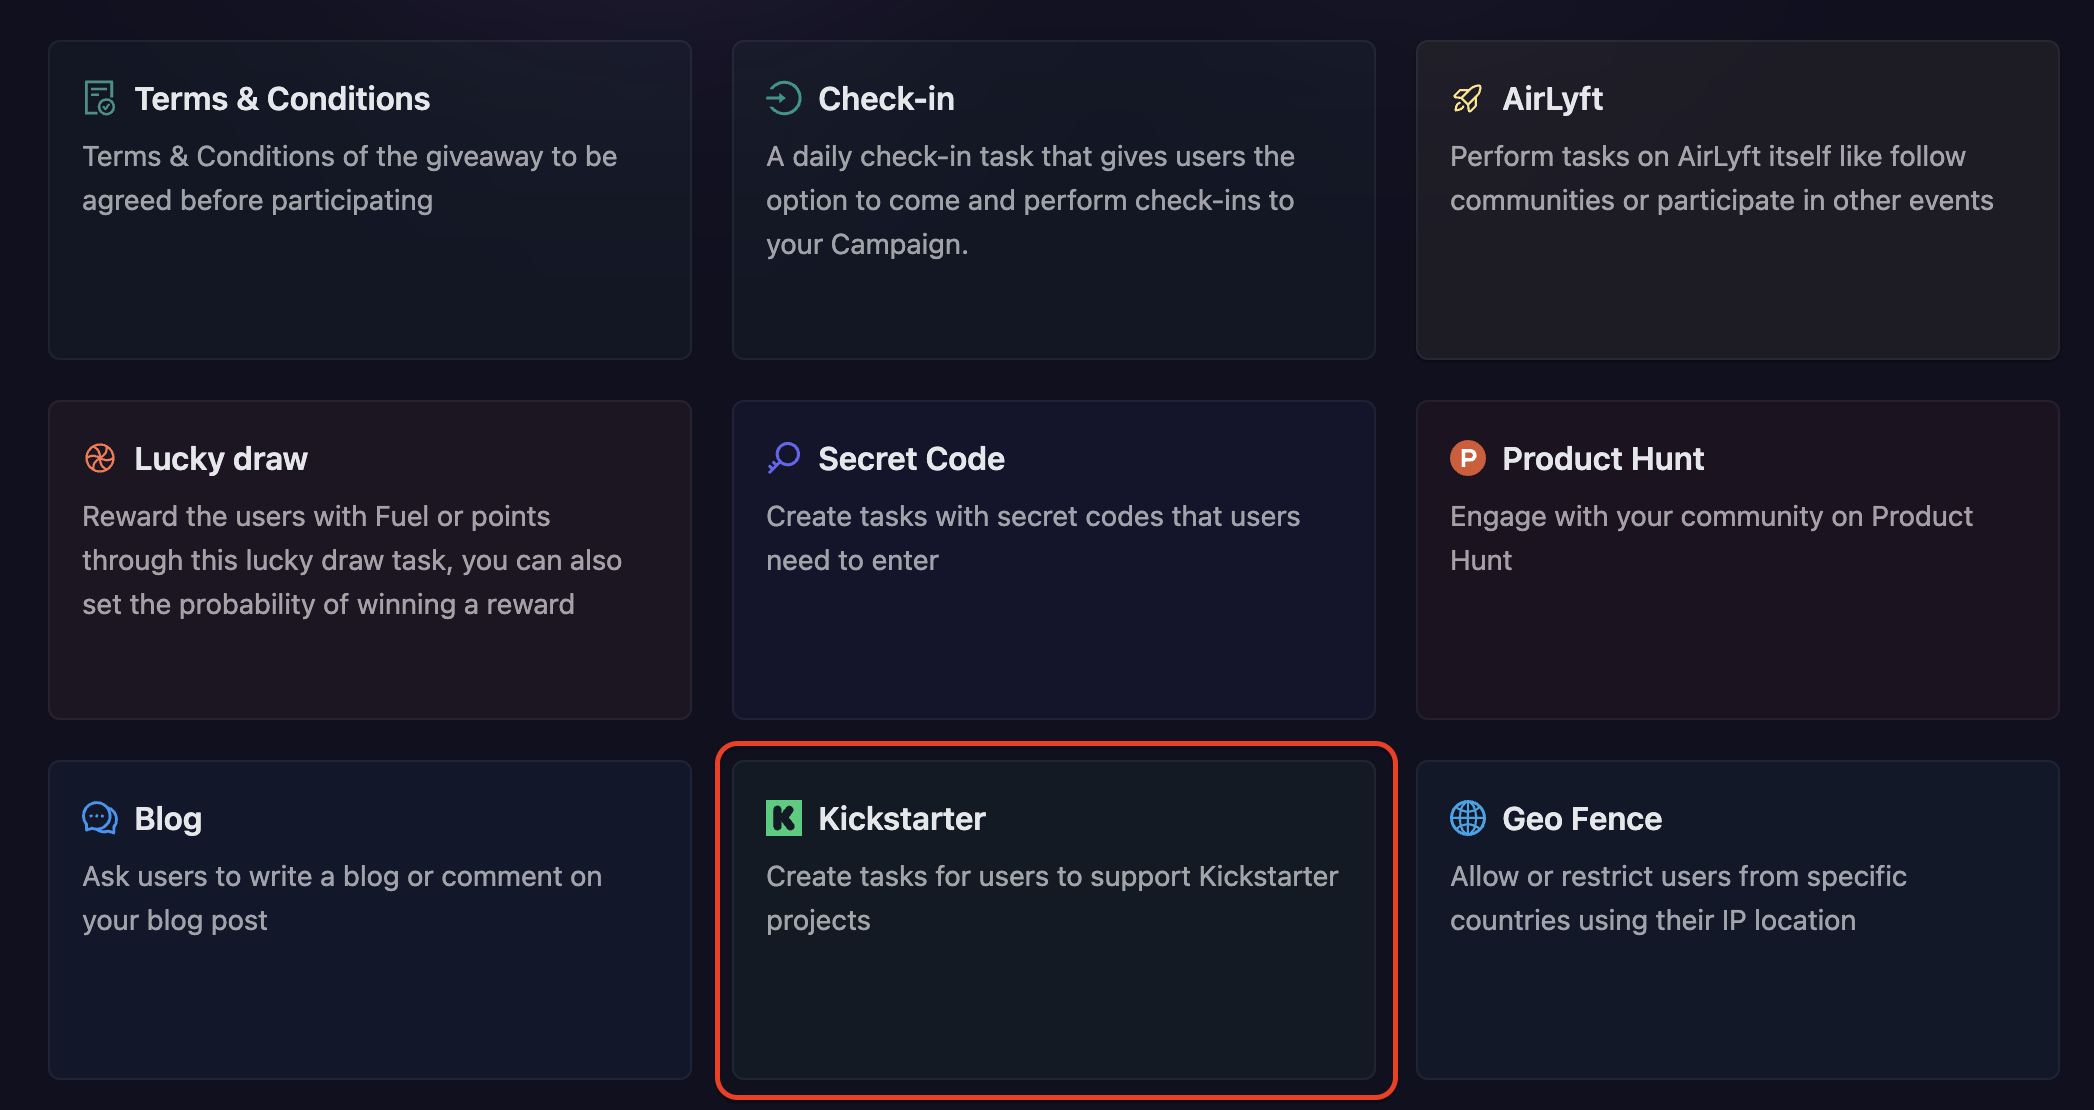 Terms & Conditions
Terms & Conditions of the giveaway to be
agreed before participating
Check-in
A daily check-in task that gives users the
option to come and perform check-ins to
your Campaign.
AirLyft
Perform tasks on AirLyft itself like follow
communities or participate in other events
Lucky draw
Reward the users with Fuel or points
through this lucky draw task, you can also
set the probability of winning a reward
Secret Code
Create tasks with secret codes that users
need to enter
P
Product Hunt
Engage with your community on Product
Hunt
Blog
Ask users to write a blog or comment on
your blog post
K
Kickstarter
Create tasks for users to support Kickstarter
projects
Geo Fence
Allow or restrict users from specific
countries using their IP location